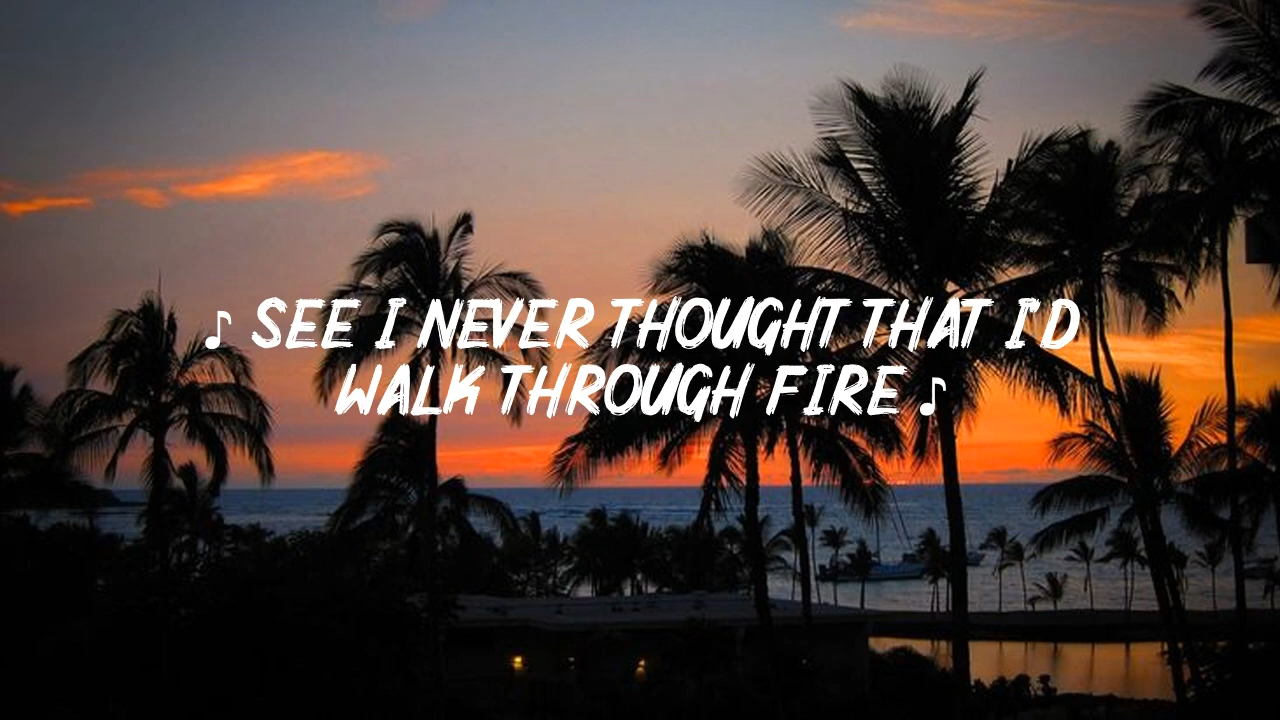 ♪ SEE I NEVER THOUGHT THAT I'D
WALK THROUGH FIRE ♪